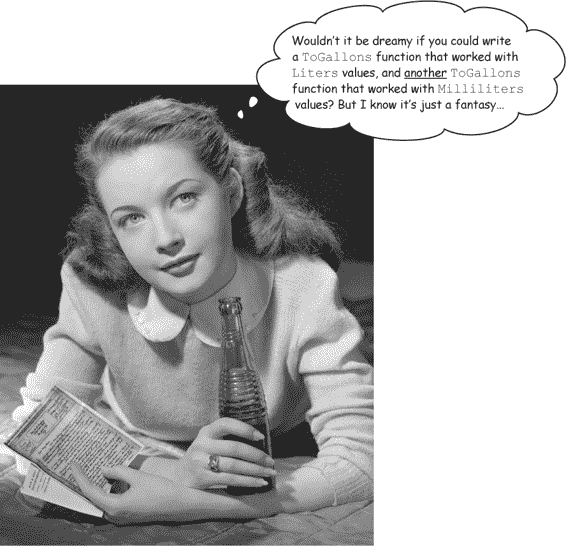 Wouldn't it be dreamy if you could write
a ToGallons function that worked with
Liters values, and another ToGallons
function that worked with Milliliters
values? But I know it's just a fantasy...